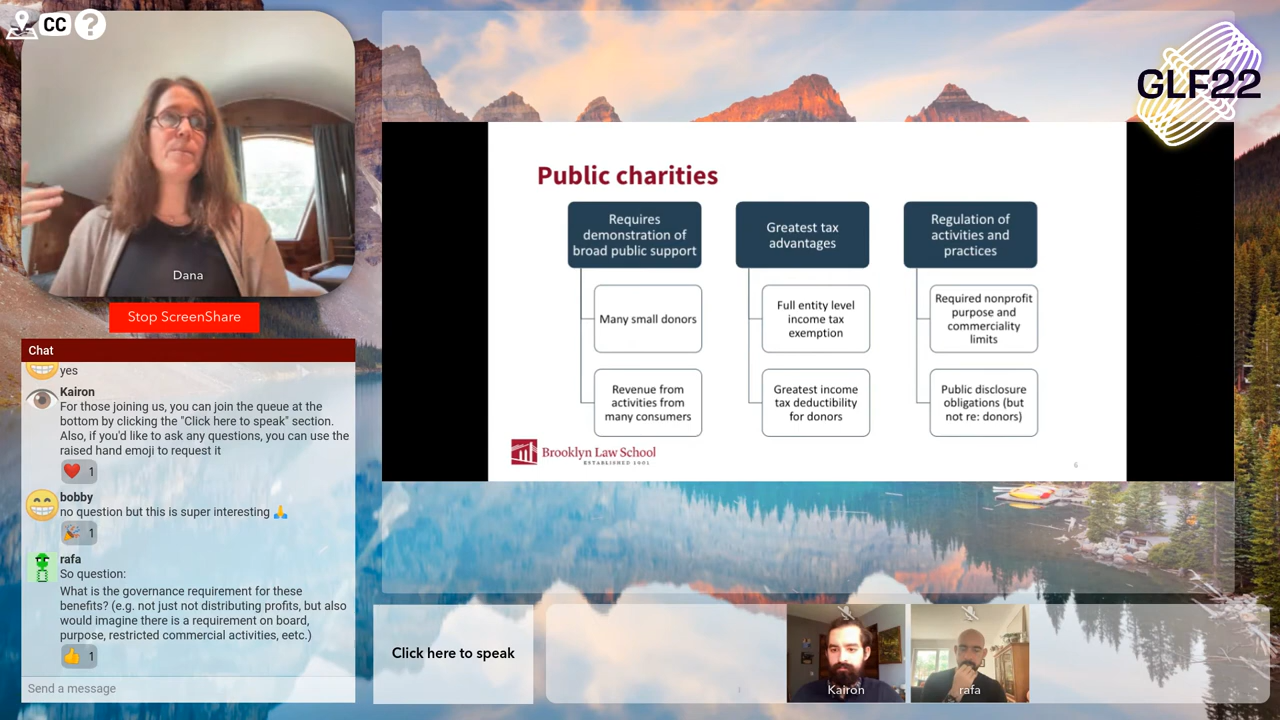 CC
?
GLF22
Dana
Stop ScreenShare
Chat
yes
Kairon
For those joining us, you can join the queue at the
bottom by clicking the "Click here to speak" section.
Also, if you'd like to ask any questions, you can use the
raised hand emoji to request it
1
bobby
no question but this is super interesting 🙏
1
rafa
So question:
What is the governance requirement for these
benefits? (e.g. not just not distributing profits, but also
would imagine there is a requirement on board,
purpose, restricted commercial activities, eetc.)
1
Send a message
Public charities
Requires
demonstration of
broad public support
Many small donors
Revenue from
activities from
many consumers
Greatest tax
advantages
Full entity level
income tax
exemption
Greatest income
tax deductibility
for donors
Regulation of
activities and
practices
Required nonprofit
purpose and
commerciality
limits
Public disclosure
obligations (but
not re: donors)
Brooklyn Law School
ESTABLISHED 1901
6
Click here to speak
Kairon
rafa